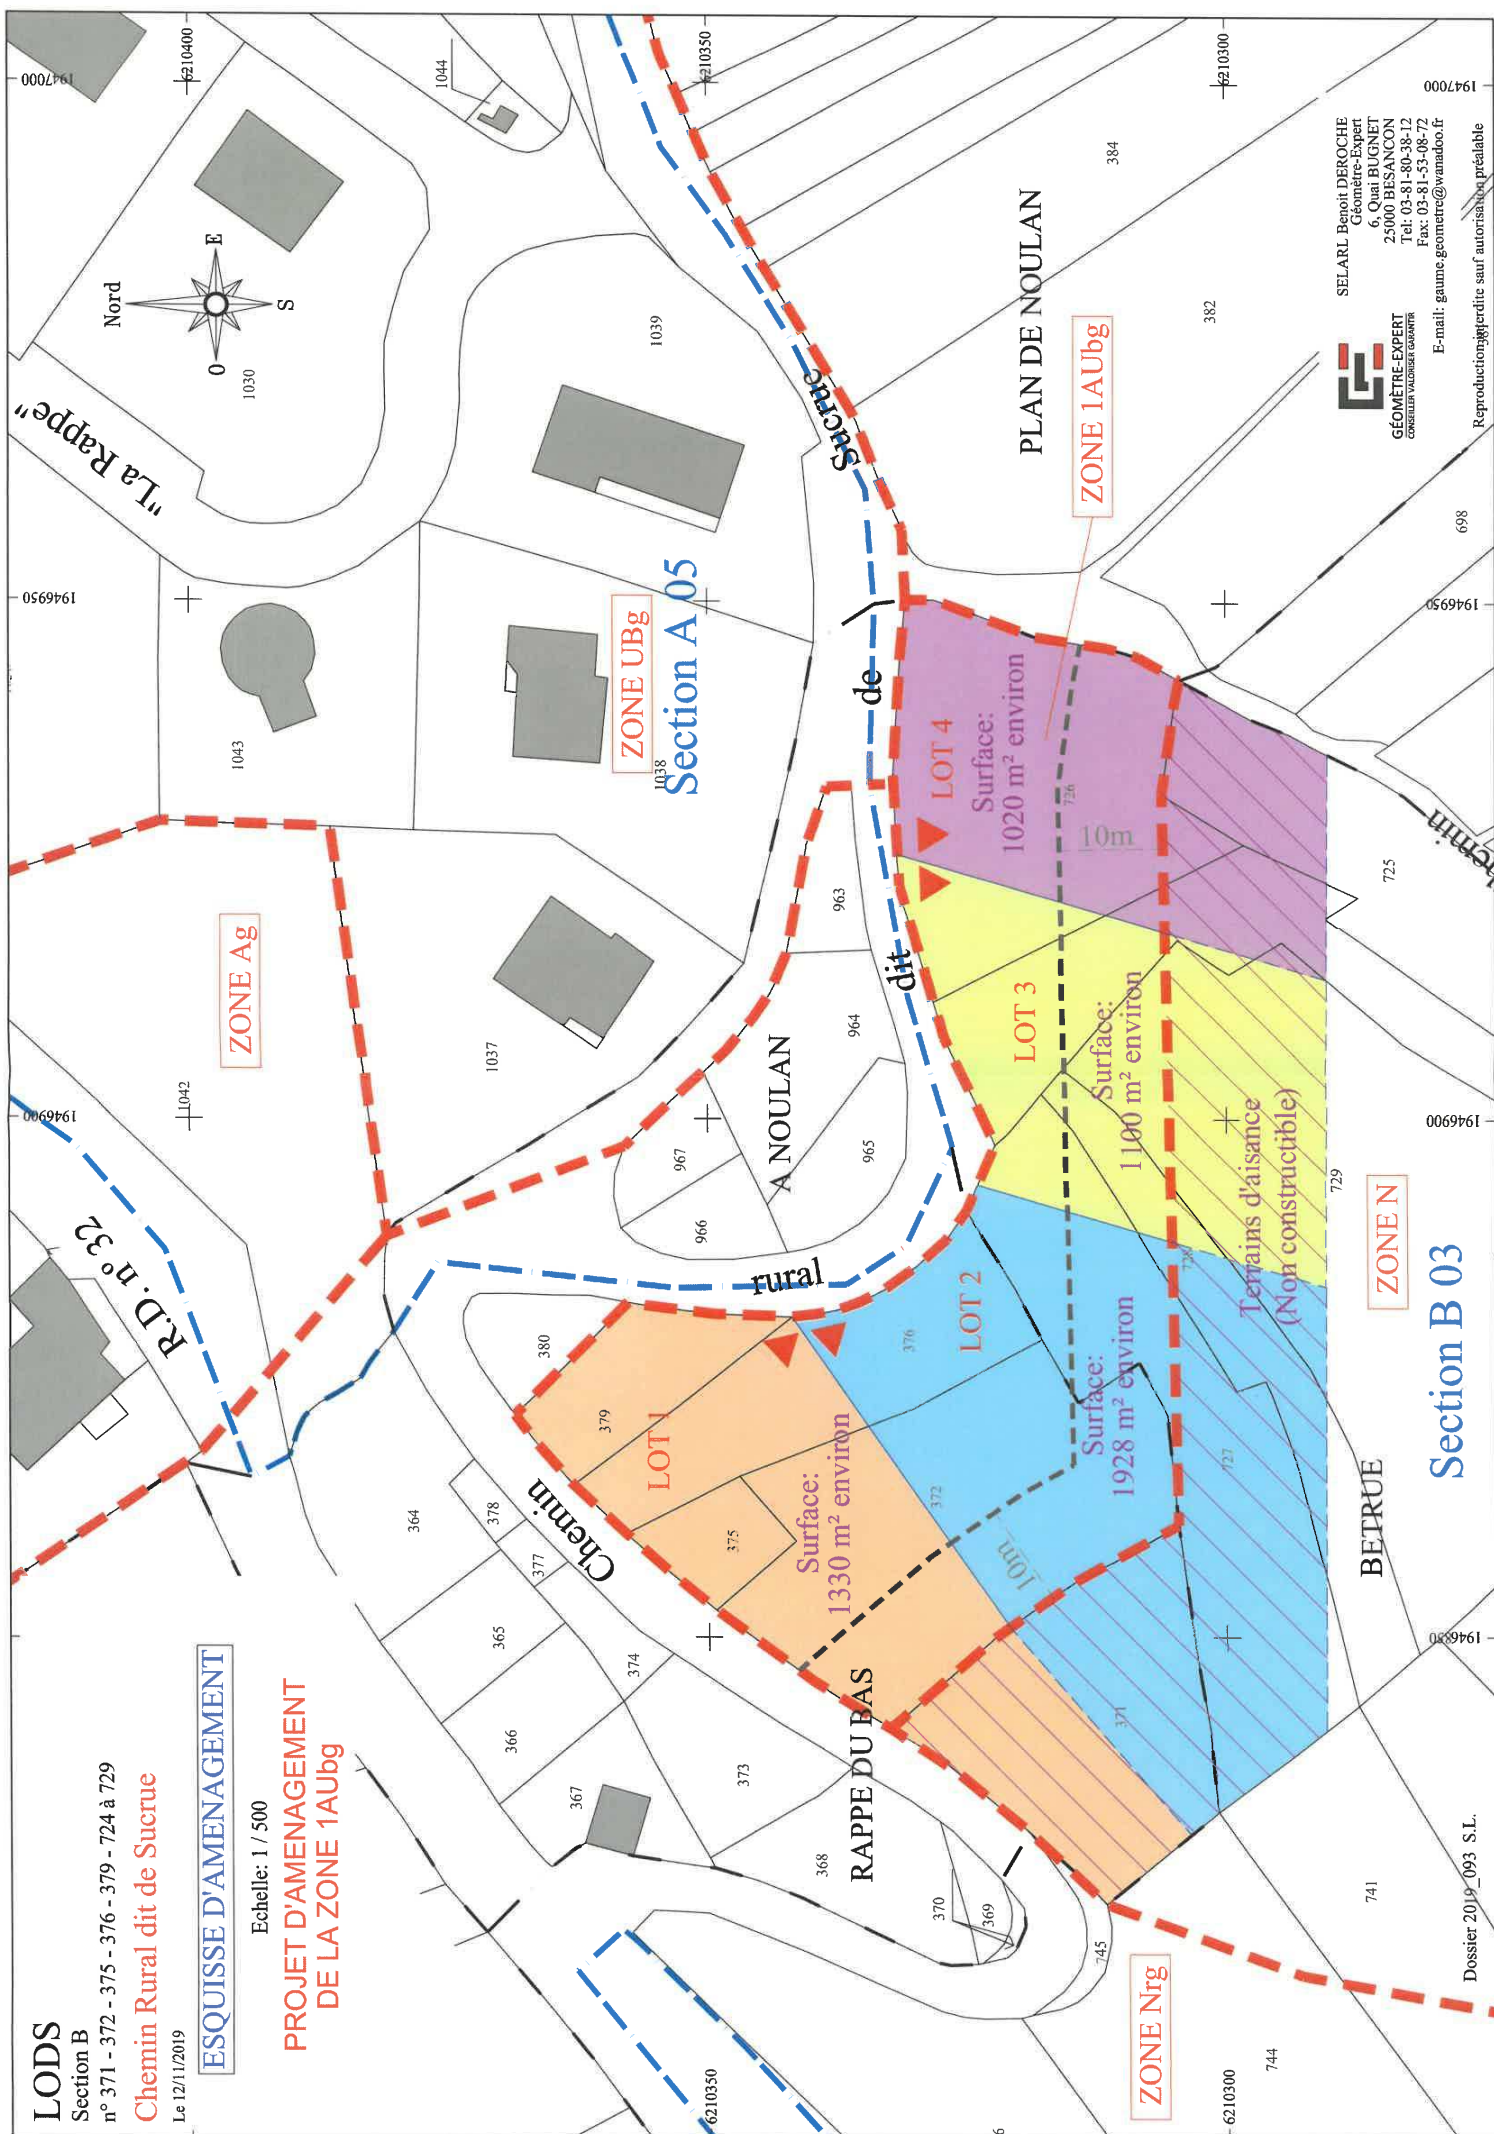 LODS
Section B
n° 371 - 372 - 375 - 376 - 379 - 724 à 729
Chemin Rural dit de Sucrue
Le 12/11/2019
ESQUISSE D'AMENAGEMENT
Echelle: 1 / 500
PROJET D'AMENAGEMENT
DE LA ZONE 1AUbg
R.D. n° 32
"La Rappe"
Nord
O
E
S
1946900
1946950
1947000
6210400
1042
1043
1030
1044
ZONE Ag
ZONE UBg
1038
Section A 05
1037
1039
364
378
377
365
366
374
367
373
368
370
369
745
380
379
375
Chemin
rural
dit
de
Sucrue
967
966
A NOULAN
965
964
963
6210350
6210350
RAPPE DU BAS
LOT 1
Surface:
1330 m² environ
376
372
371
LOT 2
Surface:
1928 m² environ
727
728
10m
LOT 3
Surface:
1100 m² environ
LOT 4
Surface:
1020 m² environ
726
10m
Terrains d'aisance
(Non constructible)
PLAN DE NOULAN
ZONE 1AUbg
384
382
698
725
729
ZONE N
BETRUE
Section B 03
741
744
ZONE Nrg
6210300
6210300
1946850
1946900
1946950
1947000
Dossier 2019_093 S.L.
SELARL Benoit DEROCHE
Géomètre-Expert
6, Quai BUGNET
25000 BESANCON
Tel: 03-81-80-38-12
Fax: 03-81-53-08-72
E-mail: gaume.geometre@wanadoo.fr
GÉOMÈTRE-EXPERT
CONSEILLER VALORISER GARANTIR
Reproduction interdite sauf autorisation préalable